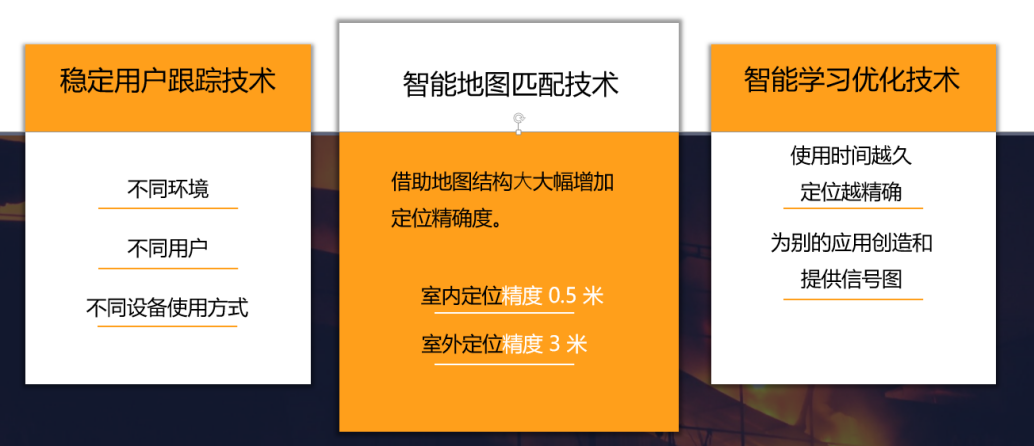 稳定用户跟踪技术
不同环境
不同用户
不同设备使用方式
智能地图匹配技术
借助地图结构大大幅增加
定位精确度。
室内定位精度 0.5 米
室外定位精度 3 米
智能学习优化技术
使用时间越久
定位越精确
为别的应用创造和
提供信号图